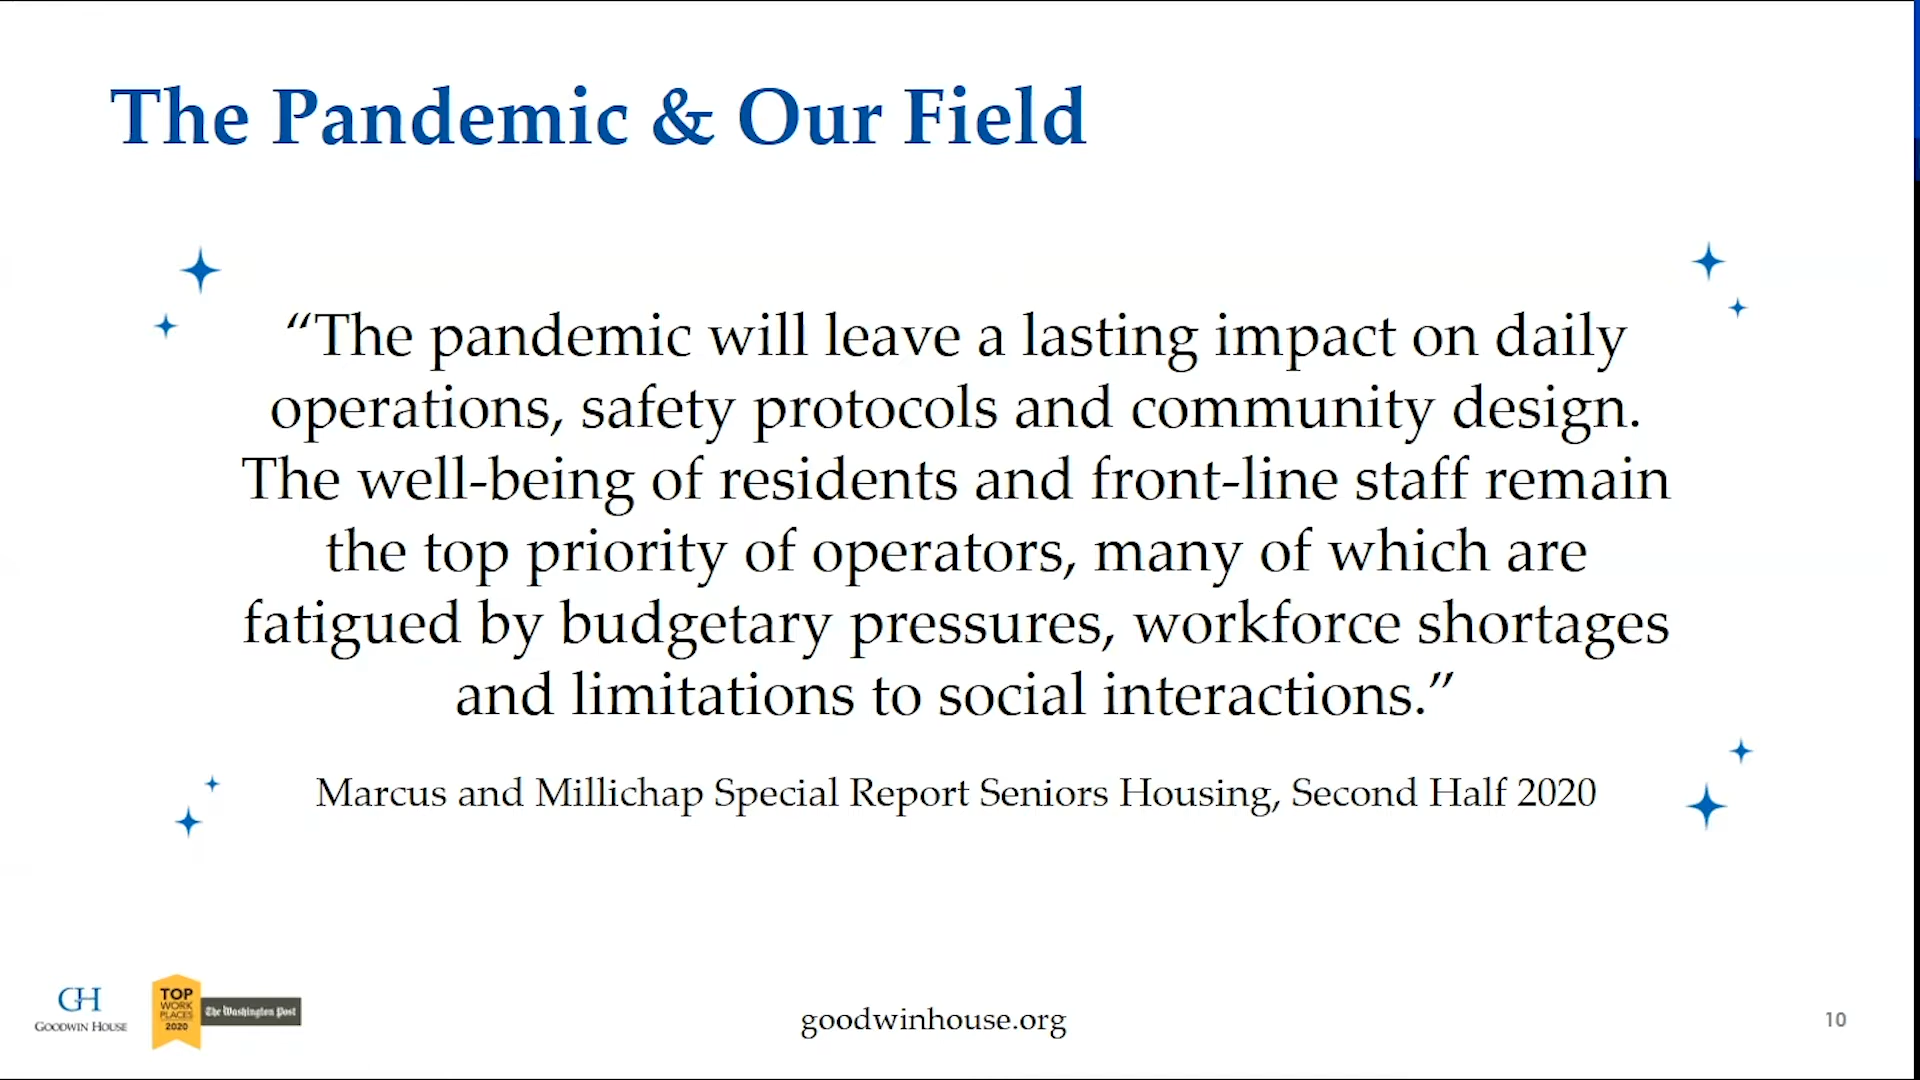 The Pandemic & Our Field
“The pandemic will leave a lasting impact on daily
operations, safety protocols and community design.
The well-being of residents and front-line staff remain
the top priority of operators, many of which are
fatigued by budgetary pressures, workforce shortages
and limitations to social interactions.”
Marcus and Millichap Special Report Seniors Housing, Second Half 2020
GH
GOODWIN HOUSE
TOP
WORK
PLACES
2020
The Washington Post
goodwinhouse.org
10